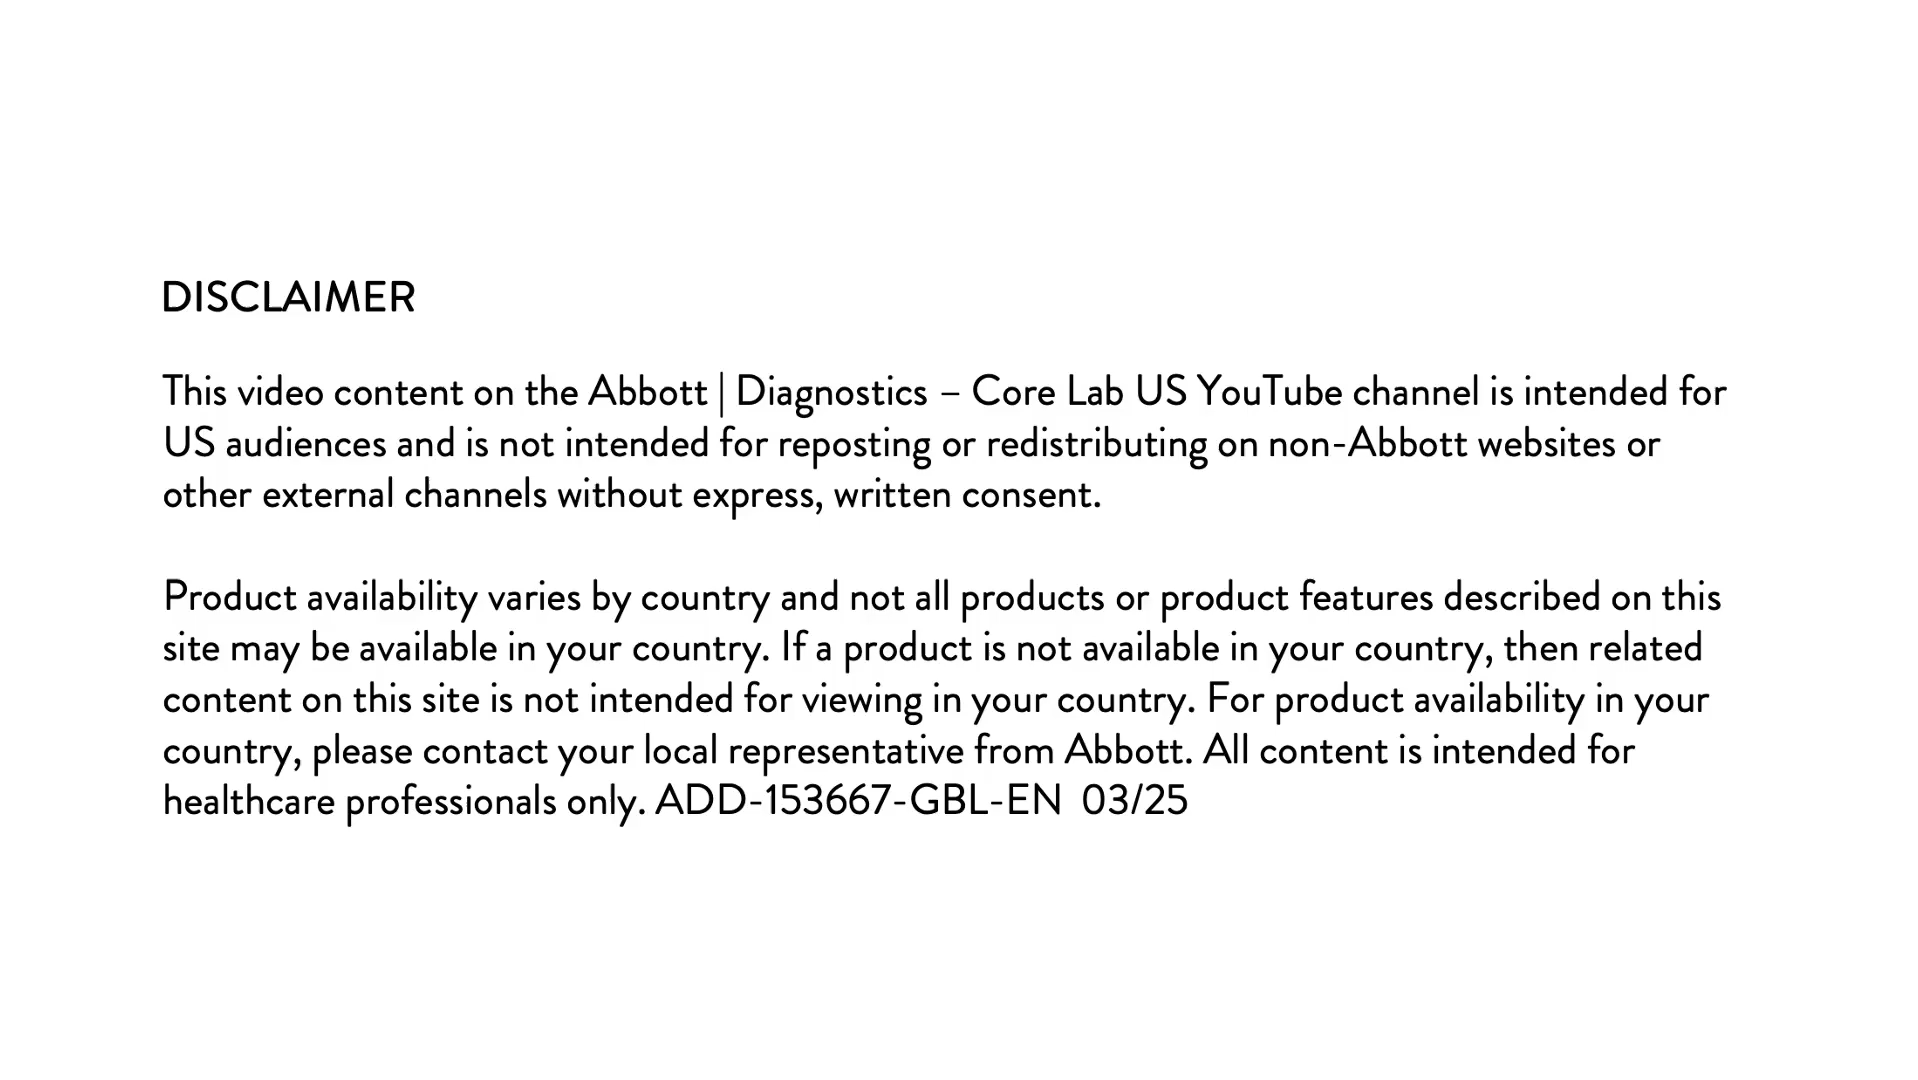 DISCLAIMER
This video content on the Abbott | Diagnostics – Core Lab US YouTube channel is intended for
US audiences and is not intended for reposting or redistributing on non-Abbott websites or
other external channels without express, written consent.
Product availability varies by country and not all products or product features described on this
site may be available in your country. If a product is not available in your country, then related
content on this site is not intended for viewing in your country. For product availability in your
country, please contact your local representative from Abbott. All content is intended for
healthcare professionals only. ADD-153667-GBL-EN  03/25